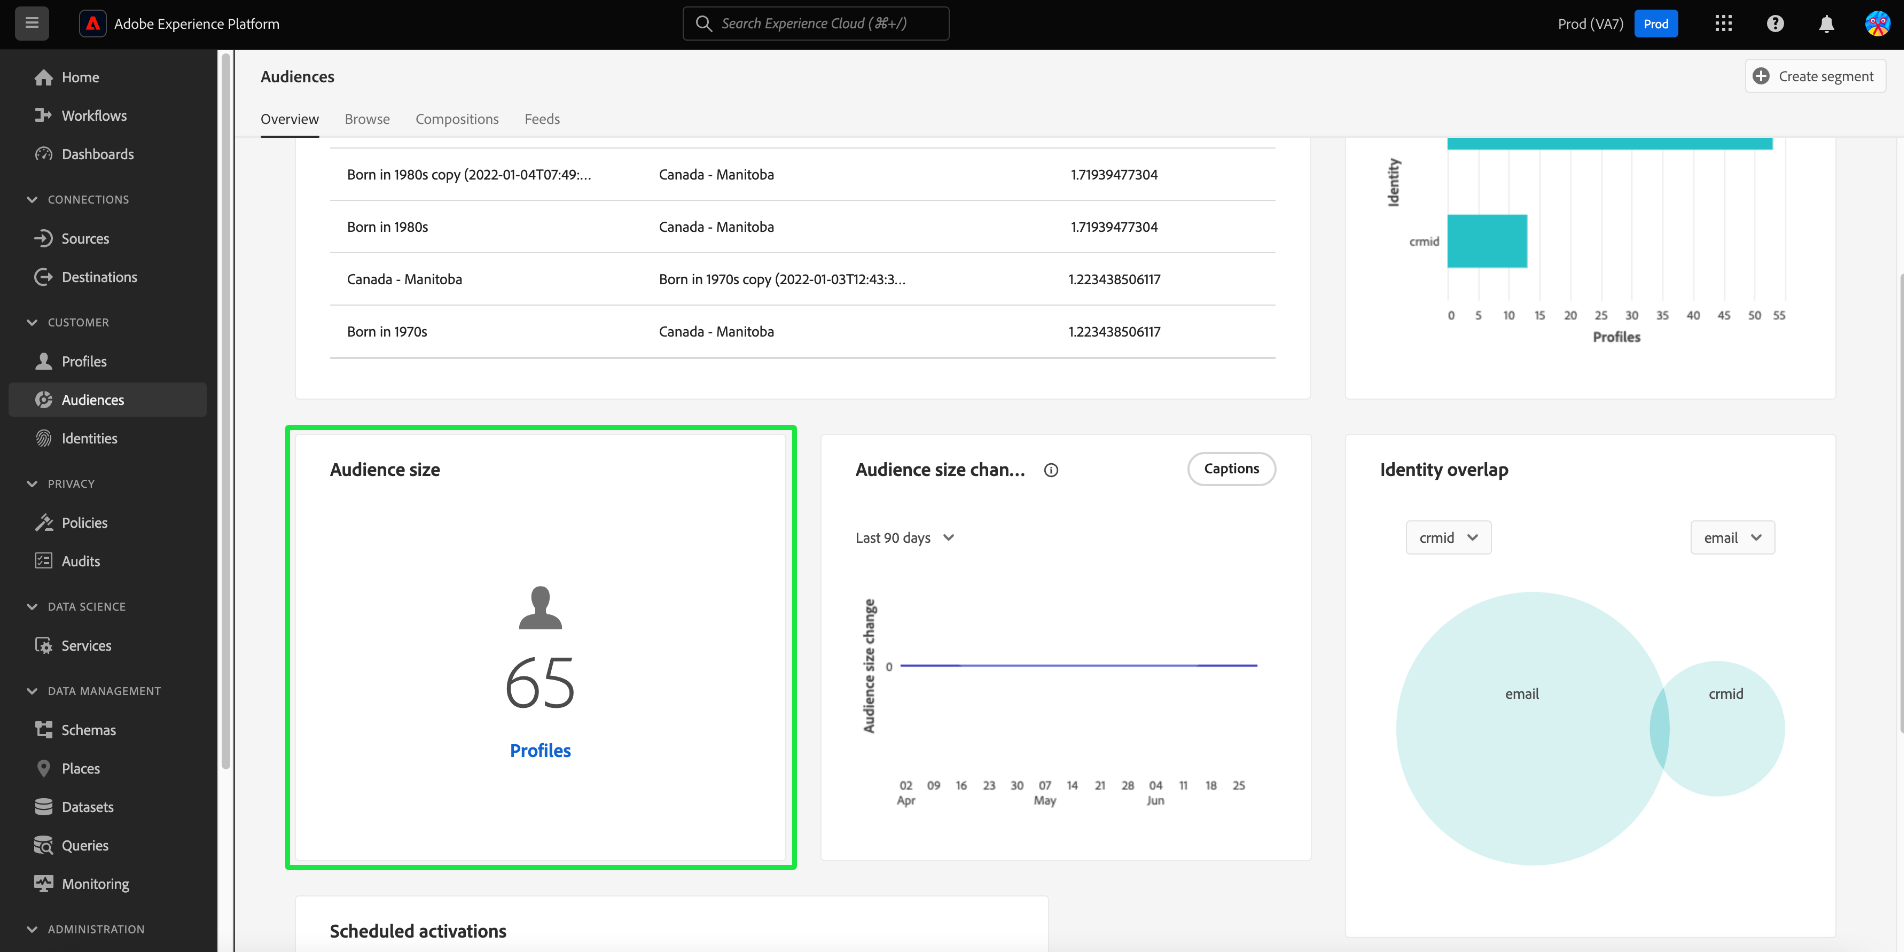 Adobe Experience Platform
Search Experience Cloud (⌘+/)
Prod (VA7)
Prod
Home
Workflows
Dashboards
CONNECTIONS
Sources
Destinations
CUSTOMER
Profiles
Audiences
Identities
PRIVACY
Policies
Audits
DATA SCIENCE
Services
DATA MANAGEMENT
Schemas
Places
Datasets
Queries
Monitoring
ADMINISTRATION
Audiences
Create segment
Overview Browse Compositions Feeds
Born in 1980s copy (2022-01-04T07:49:... Canada - Manitoba 1.71939477304
Born in 1980s Canada - Manitoba 1.71939477304
Canada - Manitoba Born in 1970s copy (2022-01-03T12:43:3... 1.223438506117
Born in 1970s Canada - Manitoba 1.223438506117
Identity
crmid
0 5 10 15 20 25 30 35 40 45 50 55
Profiles
Audience size
65
Profiles
Audience size chan...
Captions
Last 90 days
Audience size change
0
02 09 16 23 30 07 14 21 28 04 11 18 25
Apr May Jun
Identity overlap
crmid email
email crmid
Scheduled activations